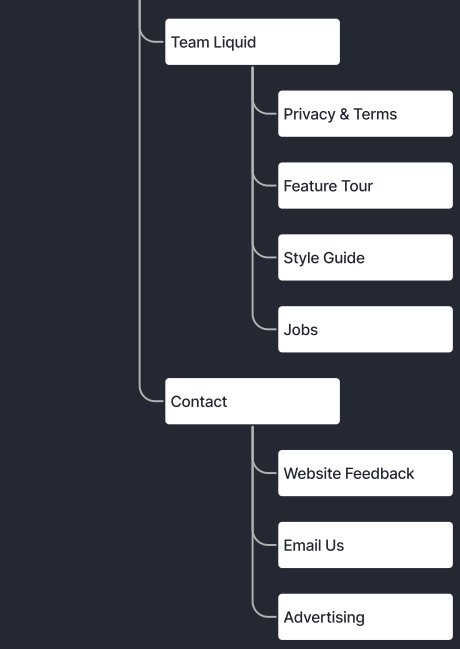 Team Liquid
Privacy & Terms
Feature Tour
Style Guide
Jobs
Contact
Website Feedback
Email Us
Advertising